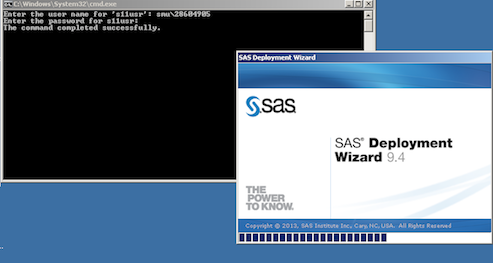 C:\Windows\System32\cmd.exe
Enter the user name for 'siiusr': smu\28604905
Enter the password for siiusr:
The command completed successfully.
SAS Deployment Wizard
sas
SAS® Deployment
Wizard 9.4
THE
POWER
TO KNOW.
Copyright © 2013, SAS Institute Inc., Cary, NC, USA, All Rights Reserved